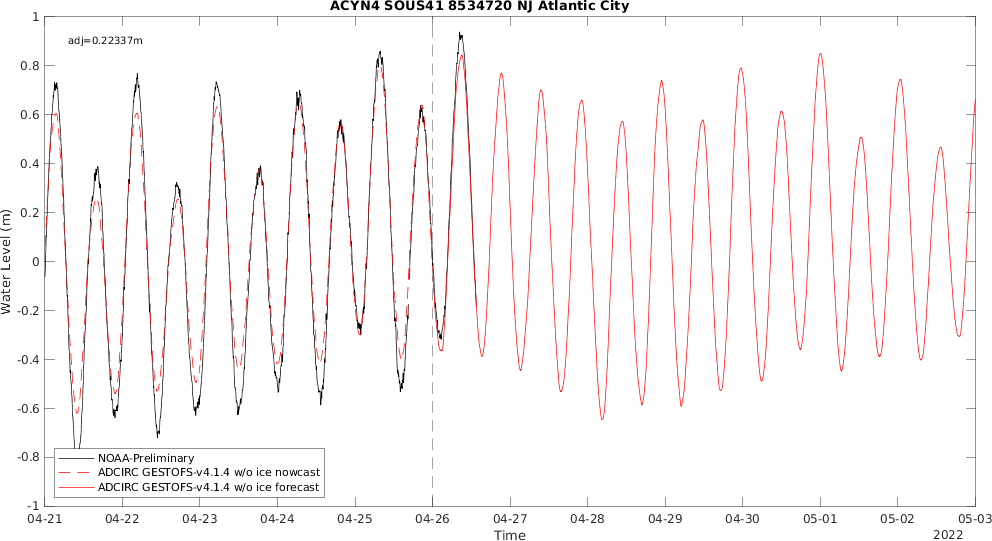 ACYN4 SOUS41 8534720 NJ Atlantic City
adj=0.22337m
1
0.8
0.6
0.4
0.2
0
-0.2
-0.4
-0.6
-0.8
-1
Water Level (m)
NOAA-Preliminary
ADCIRC GESTOFS-v4.1.4 w/o ice nowcast
ADCIRC GESTOFS-v4.1.4 w/o ice forecast
04-21 04-22 04-23 04-24 04-25 04-26 04-27 04-28 04-29 04-30 05-01 05-02 05-03
Time
2022